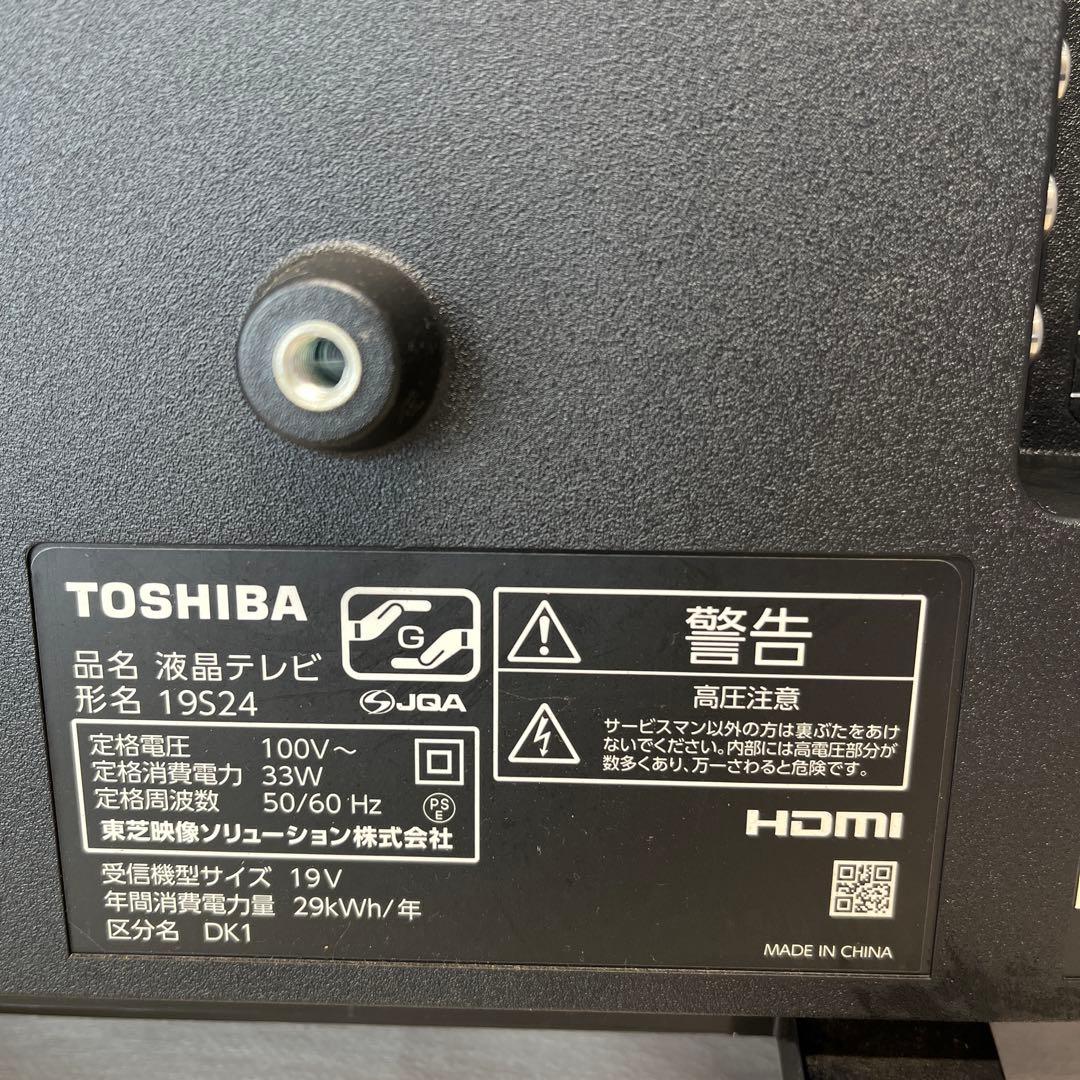 TOSHIBA
品名 液晶テレビ
形名 19S24
G
JQA
定格電圧 100V～
定格消費電力 33W
定格周波数 50/60 Hz
PS
E
東芝映像ソリューション株式会社
受信機型サイズ 19V
年間消費電力量 29kWh/年
区分名 DK1
警告
高圧注意
サービスマン以外の方は裏ぶたをあけ
ないでください。内部には高電圧部分が
数多くあり、万一さわると危険です。
HDMI
MADE IN CHINA